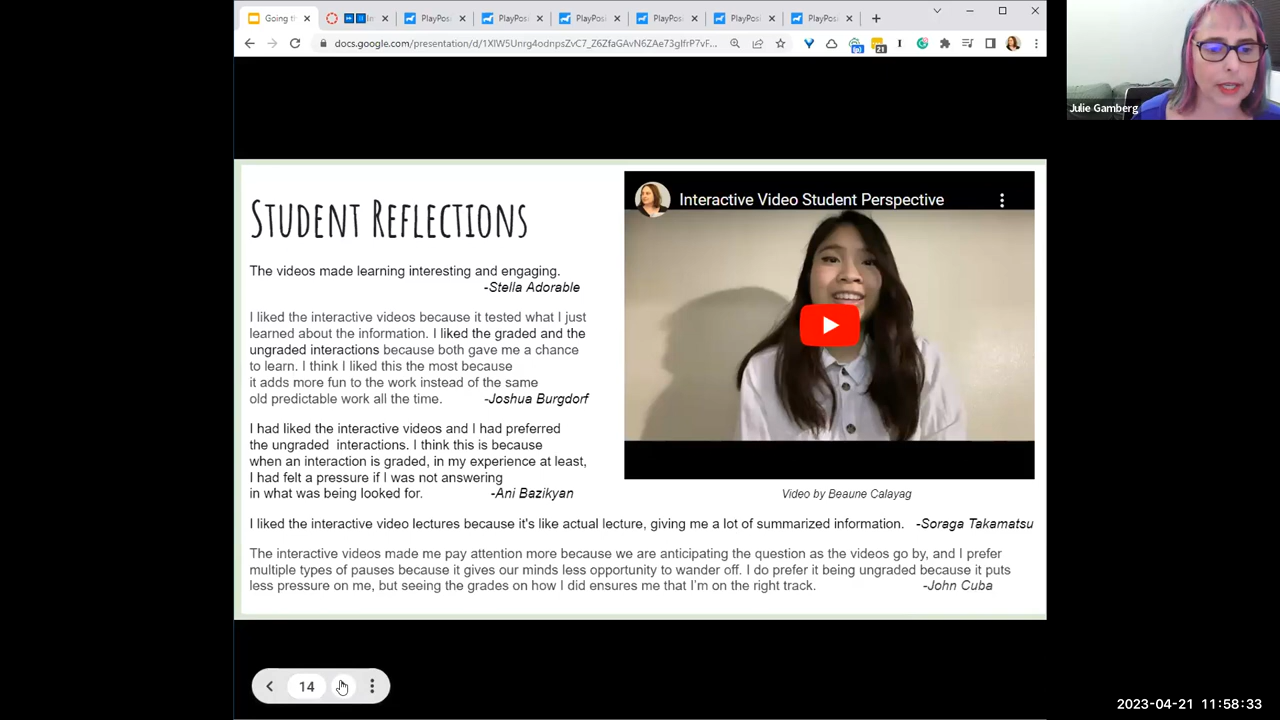 Going th
In
PlayPosi
PlayPosi
PlayPosi
PlayPosi
PlayPosi
PlayPosi
21
Julie Gamberg
STUDENT REFLECTIONS
The videos made learning interesting and engaging.
-Stella Adorable
I liked the interactive videos because it tested what I just
learned about the information. I liked the graded and the
ungraded interactions because both gave me a chance
to learn. I think I liked this the most because
it adds more fun to the work instead of the same
old predictable work all the time. -Joshua Burgdorf
I had liked the interactive videos and I had preferred
the ungraded interactions. I think this is because
when an interaction is graded, in my experience at least,
I had felt a pressure if I was not answering
in what was being looked for. -Ani Bazikyan
Interactive Video Student Perspective
Video by Beaune Calayag
I liked the interactive video lectures because it's like actual lecture, giving me a lot of summarized information. -Soraga Takamatsu
The interactive videos made me pay attention more because we are anticipating the question as the videos go by, and I prefer
multiple types of pauses because it gives our minds less opportunity to wander off. I do prefer it being ungraded because it puts
less pressure on me, but seeing the grades on how I did ensures me that I'm on the right track. -John Cuba
14
2023-04-21 11:58:33